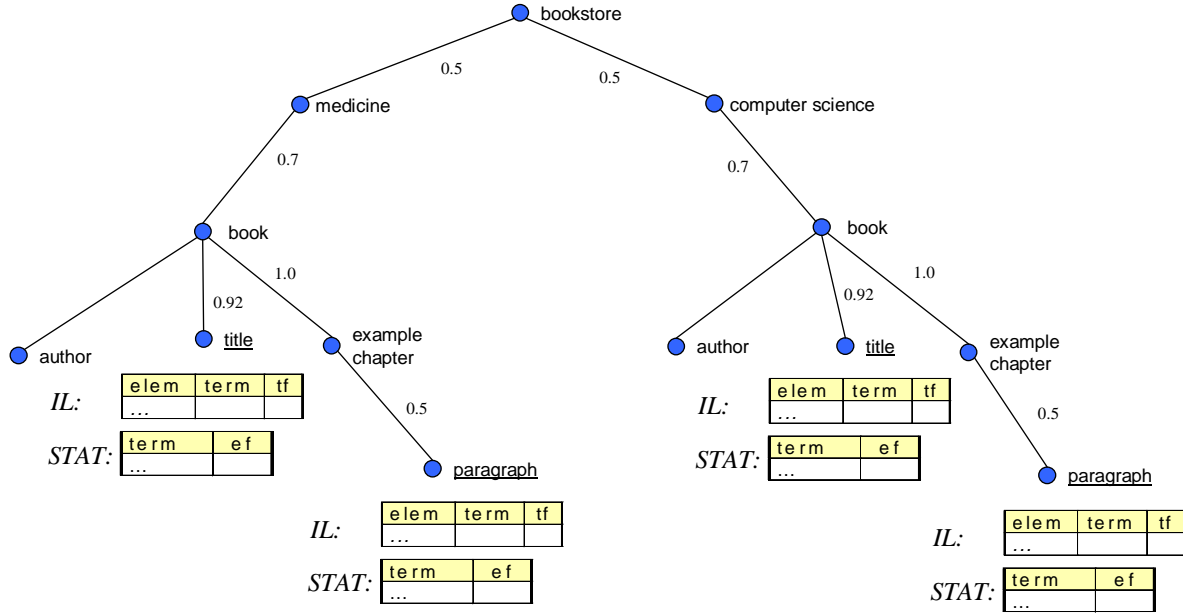 bookstore
0.5
0.5
medicine
computer science
0.7
0.7
book
book
1.0
1.0
0.92
0.92
author
title
example
chapter
author
title
example
chapter
0.5
0.5
IL:
elem term tf
...
STAT:
term ef
...
IL:
elem term tf
...
STAT:
term ef
...
paragraph
paragraph
IL:
elem term tf
...
STAT:
term ef
...
IL:
elem term tf
...
STAT:
term ef
...